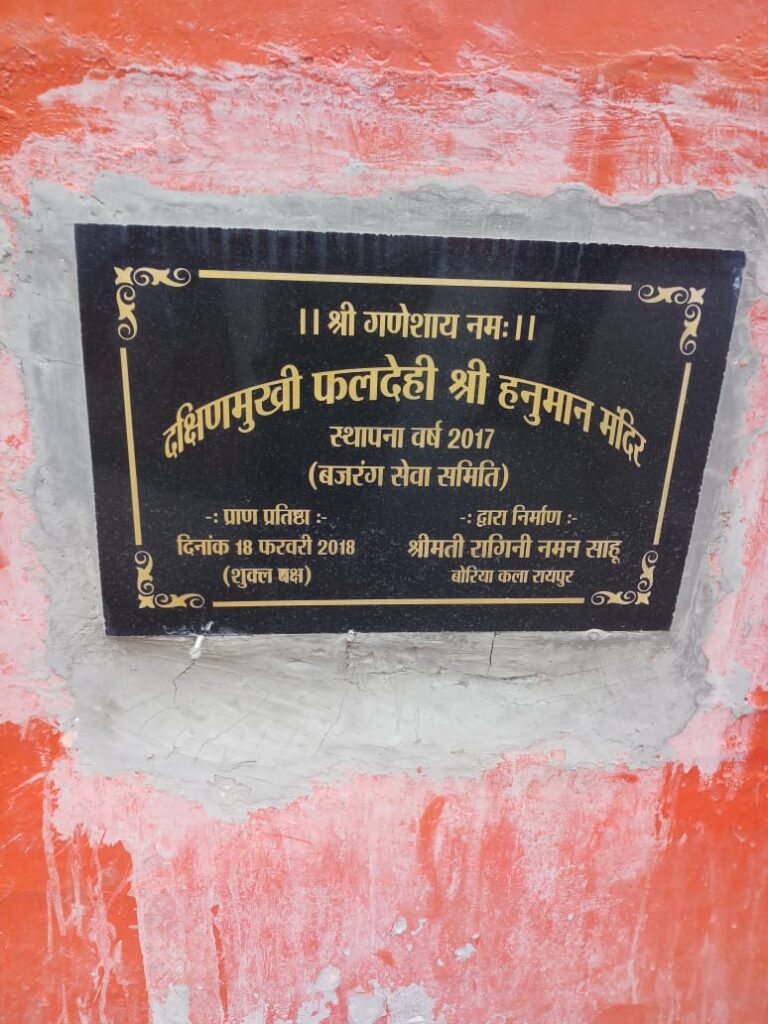 ।। श्री गणेशाय नमः ।।
दक्षिणमुखी फलदेही श्री हनुमान मंदिर
स्थापना वर्ष 2017
(बजरंग सेवा समिति)
-: प्राण प्रतिष्ठा :-
दिनांक 18 फरवरी 2018
(शुक्ल बक्ष)
-: द्वारा निर्माण :-
श्रीमती रागिनी नमन साहू
बोरिया कला रायपुर